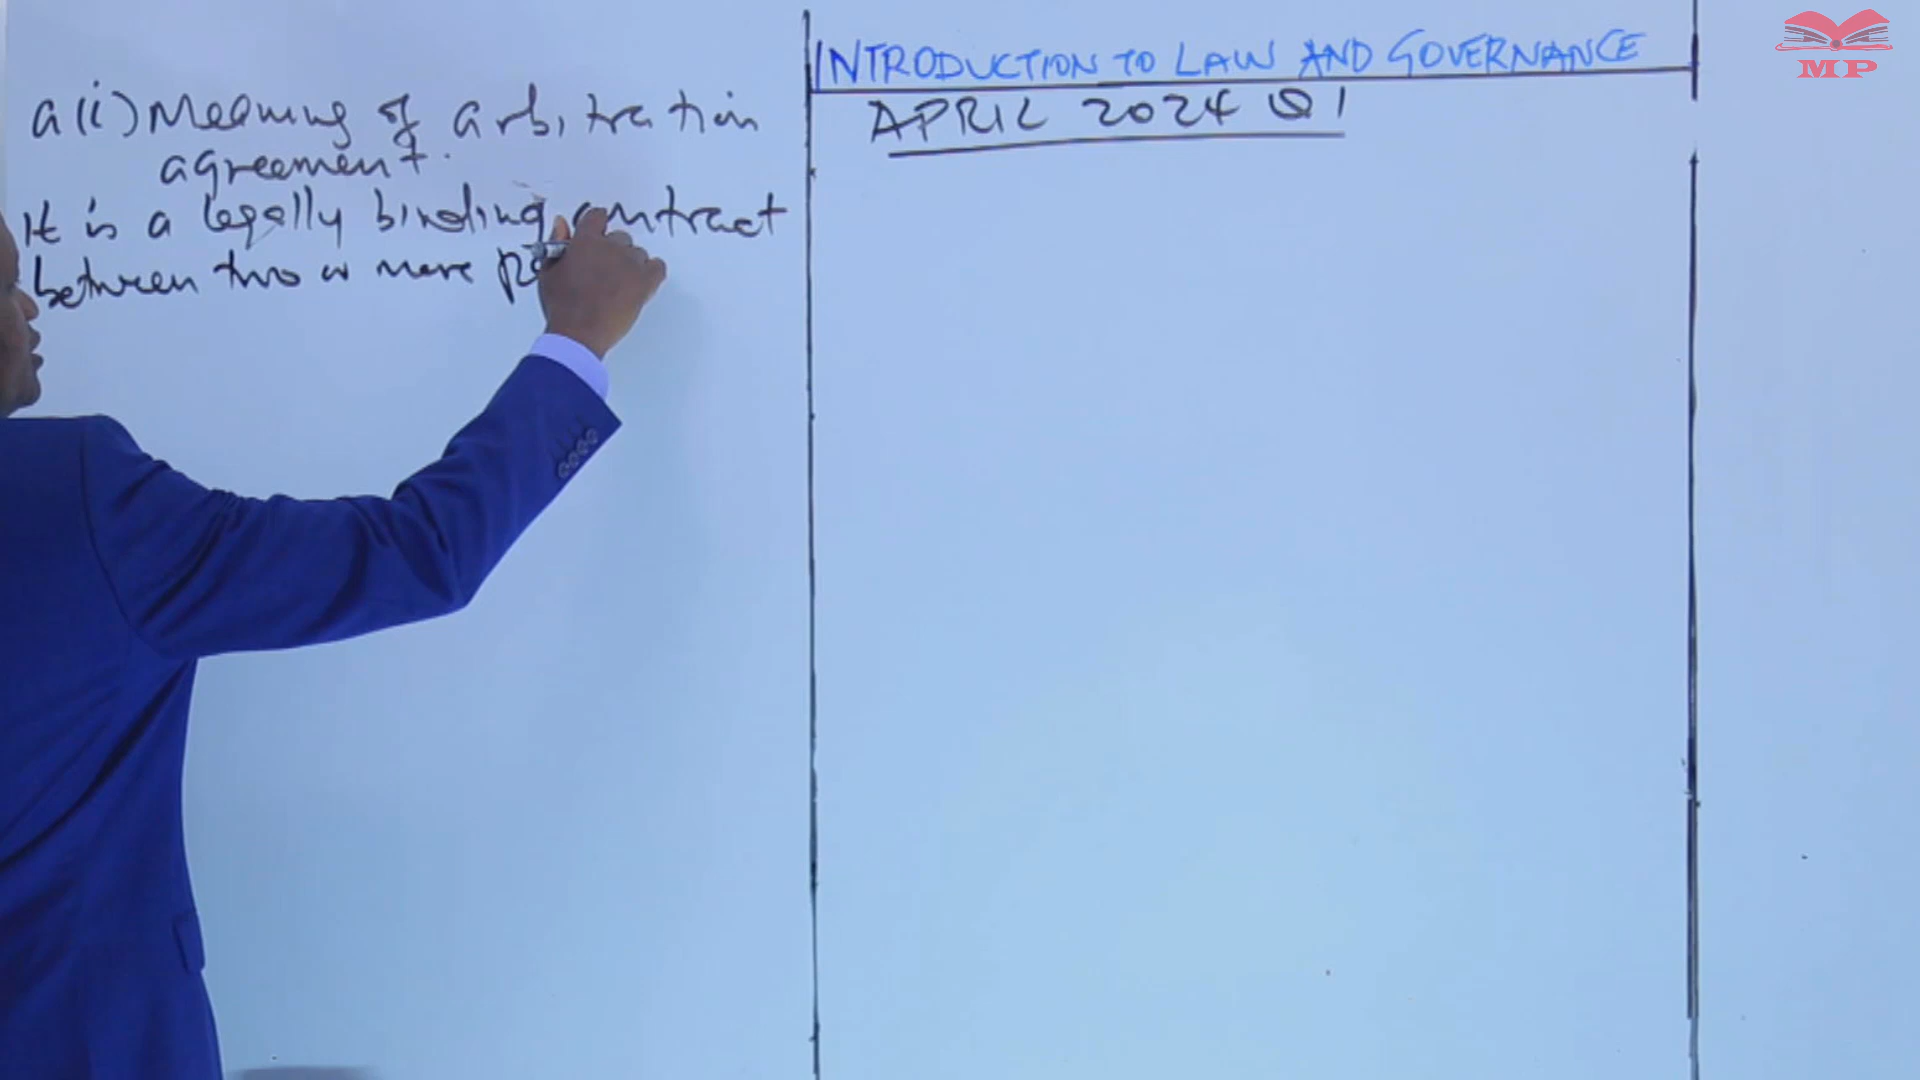 a(i) Meaning of arbitration
agreement.
It is a legally binding contract
between two or more
INTRODUCTION TO LAW AND GOVERNANCE
APRIL 2024 Q1
MP